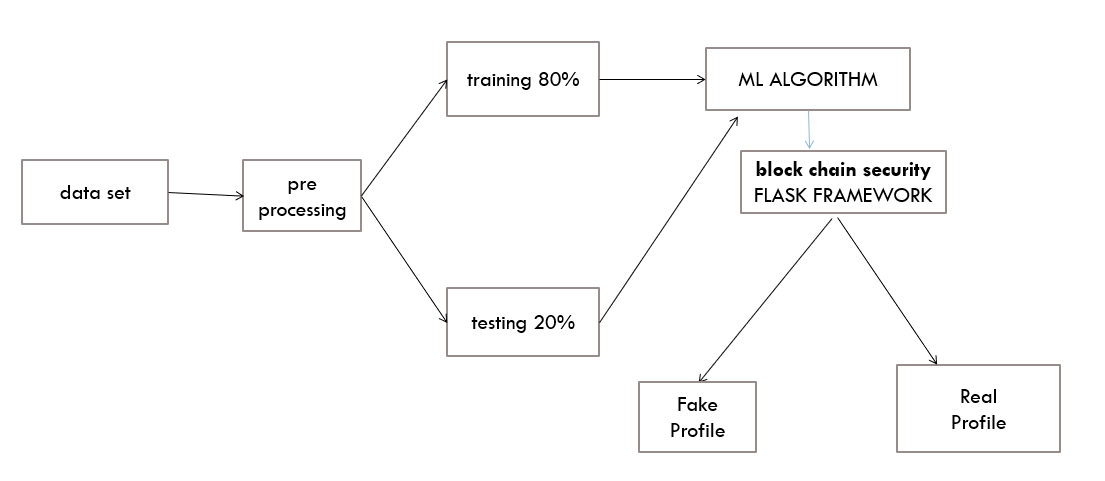 data set
pre
processing
training 80%
testing 20%
ML ALGORITHM
block chain security
FLASK FRAMEWORK
Fake
Profile
Real
Profile